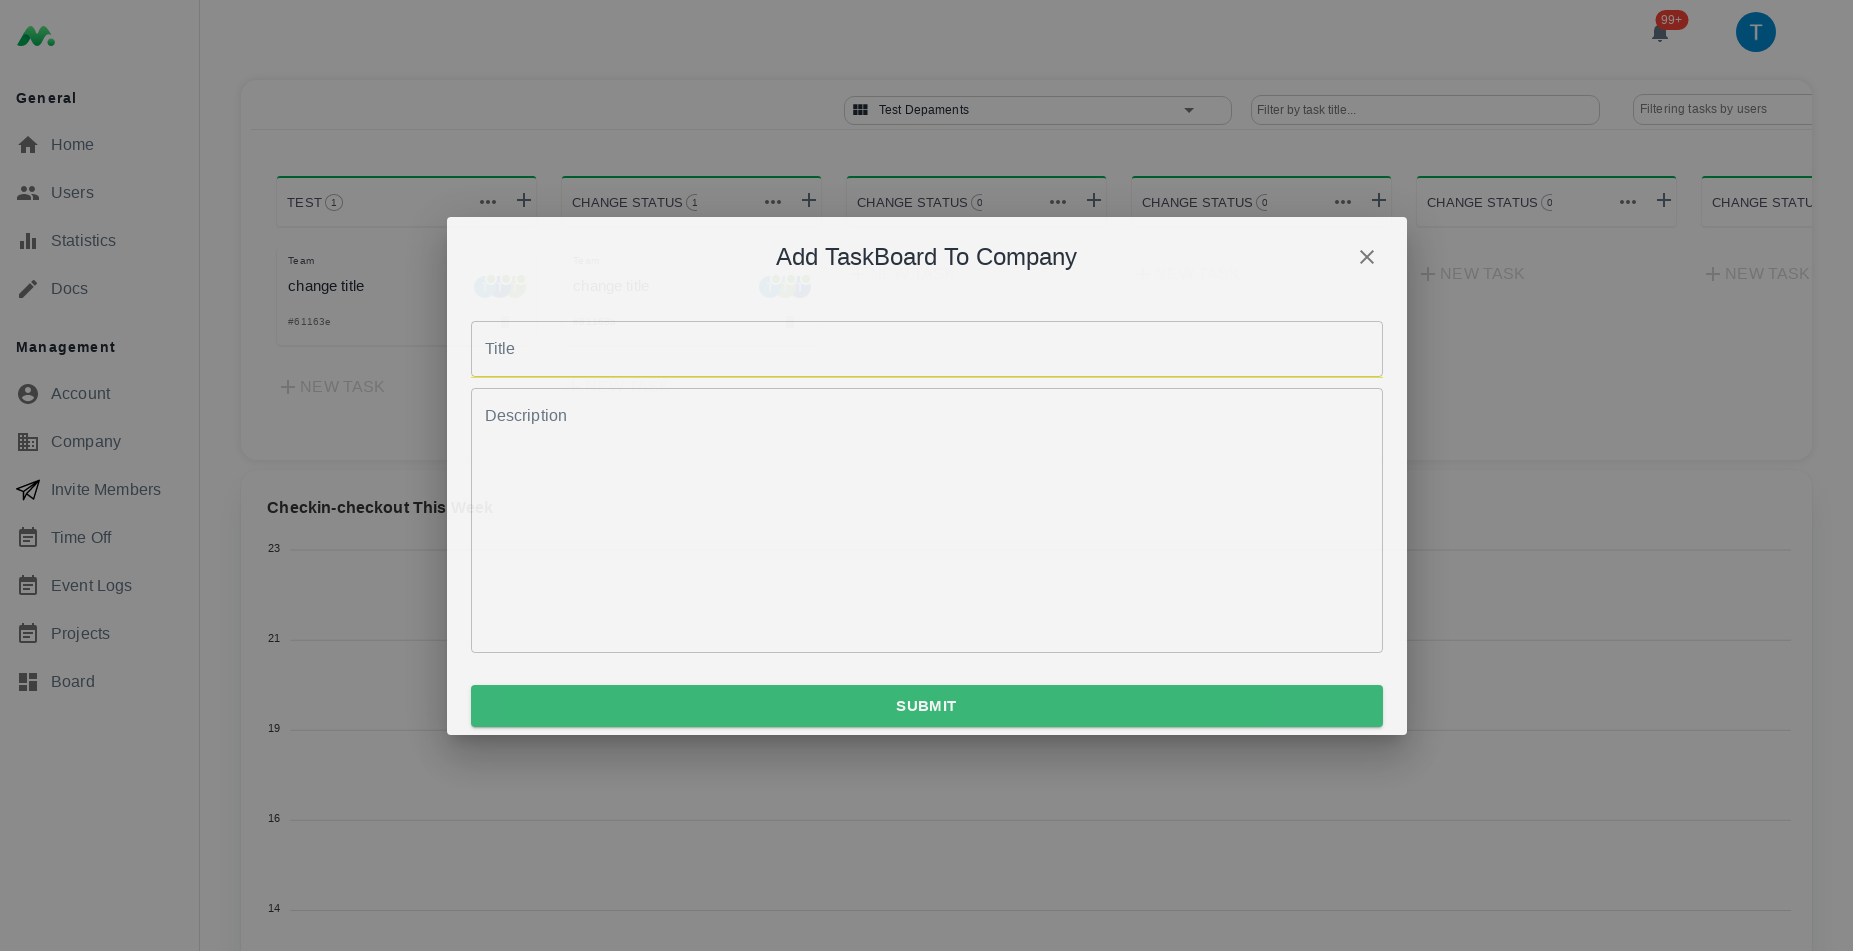 99+
T
General
Home
Users
Statistics
Docs
Management
Account
Company
Invite Members
Time Off
Event Logs
Projects
Board
Test Depaments
Filter by task title...
Filtering tasks by users
TEST 1
CHANGE STATUS 1
CHANGE STATUS 0
CHANGE STATUS 0
CHANGE STATUS 0
CHANGE STATU
Team
change title
#61163e
NEW TASK
Team
change title
NEW TASK
NEW TASK
Add TaskBoard To Company
Title
Description
SUBMIT
Checkin-checkout This Week
23
21
19
16
14